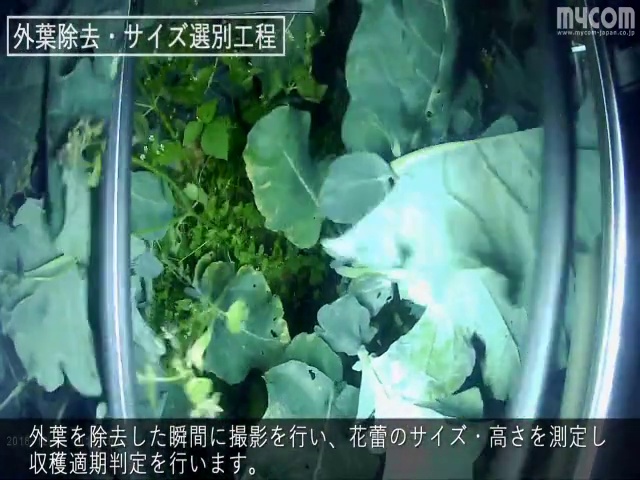 mycom
www.mycom-japan.co.jp
外葉除去・サイズ選別工程
外葉を除去した瞬間に撮影を行い、花蕾のサイズ・高さを測定し
収穫適期判定を行います。